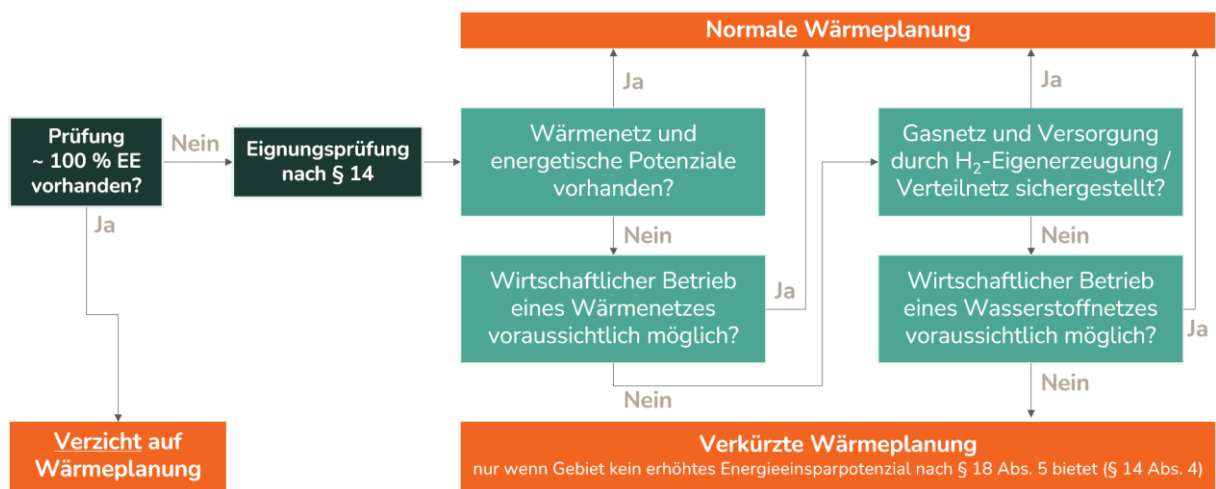 Normale Wärmeplanung
Ja
Ja
Prüfung
~ 100 % EE
vorhanden?
Nein
Eignungsprüfung
nach § 14
Wärmenetz und
energetische Potenziale
vorhanden?
Gasnetz und Versorgung
durch H₂-Eigenerzeugung /
Verteilnetz sichergestellt?
Ja
Nein
Nein
Wirtschaftlicher Betrieb
eines Wärmenetzes
voraussichtlich möglich?
Ja
Wirtschaftlicher Betrieb
eines Wasserstoffnetzes
voraussichtlich möglich?
Ja
Nein
Nein
Verzicht auf
Wärmeplanung
Verkürzte Wärmeplanung
nur wenn Gebiet kein erhöhtes Energieeinsparpotenzial nach § 18 Abs. 5 bietet (§ 14 Abs. 4)